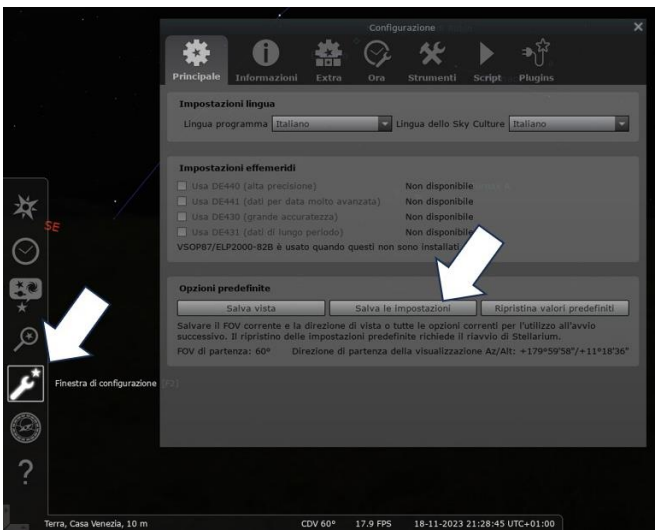 Configurazione
Principale Informazioni Extra Ora Strumenti Script Plugins
Impostazioni lingua
Lingua programma Italiano Lingua dello Sky Culture Italiano
Impostazioni effemeridi
Usa DE440 (alta precisione) Non disponibile
Usa DE441 (dati per data molto avanzata) Non disponibile
Usa DE430 (grande accuratezza) Non disponibile
Usa DE431 (dati di lungo periodo) Non disponibile
VSOP87/ELP2000-82B è usato quando questi non sono installati
Opzioni predefinite
Salva vista Salva le impostazioni Ripristina valori predefiniti
Salvare il FOV corrente e la direzione di vista o tutte le opzioni correnti per l'utilizzo all'avvio
successivo. Il ripristino delle impostazioni predefinite richiede il riavvio di Stellarium.
FOV di partenza: 60° Direzione di partenza della visualizzazione Az/Alt: +179°59'58"/+11°18'36"
SE
Finestra di configurazione [F2]
?
Terra, Casa Venezia, 10 m CDV 60° 17.9 FPS 18-11-2023 21:28:45 UTC+01:00